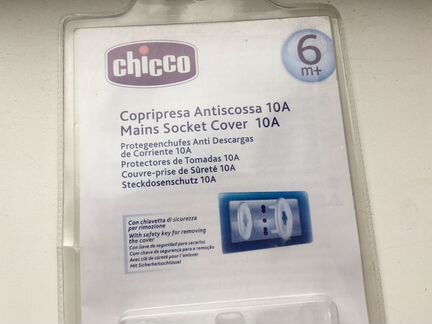 chicco
6
m+
Copripresa Antiscossa 10A
Mains Socket Cover 10A
Protegeenchufes Anti Descargas
de Corriente 10A
Protectores de Tomadas 10A
Couvre-prise de Sûreté 10A
Steckdosenschutz 10A
Con chiavetta di sicurezza
per rimozione
With safety key for removing
the cover
Con llave de seguridad para sacarlos
Com chave de segurança para a remoção
Avec clé de sûreté pour l'enlever
Mit Sicherheitsschlüssel